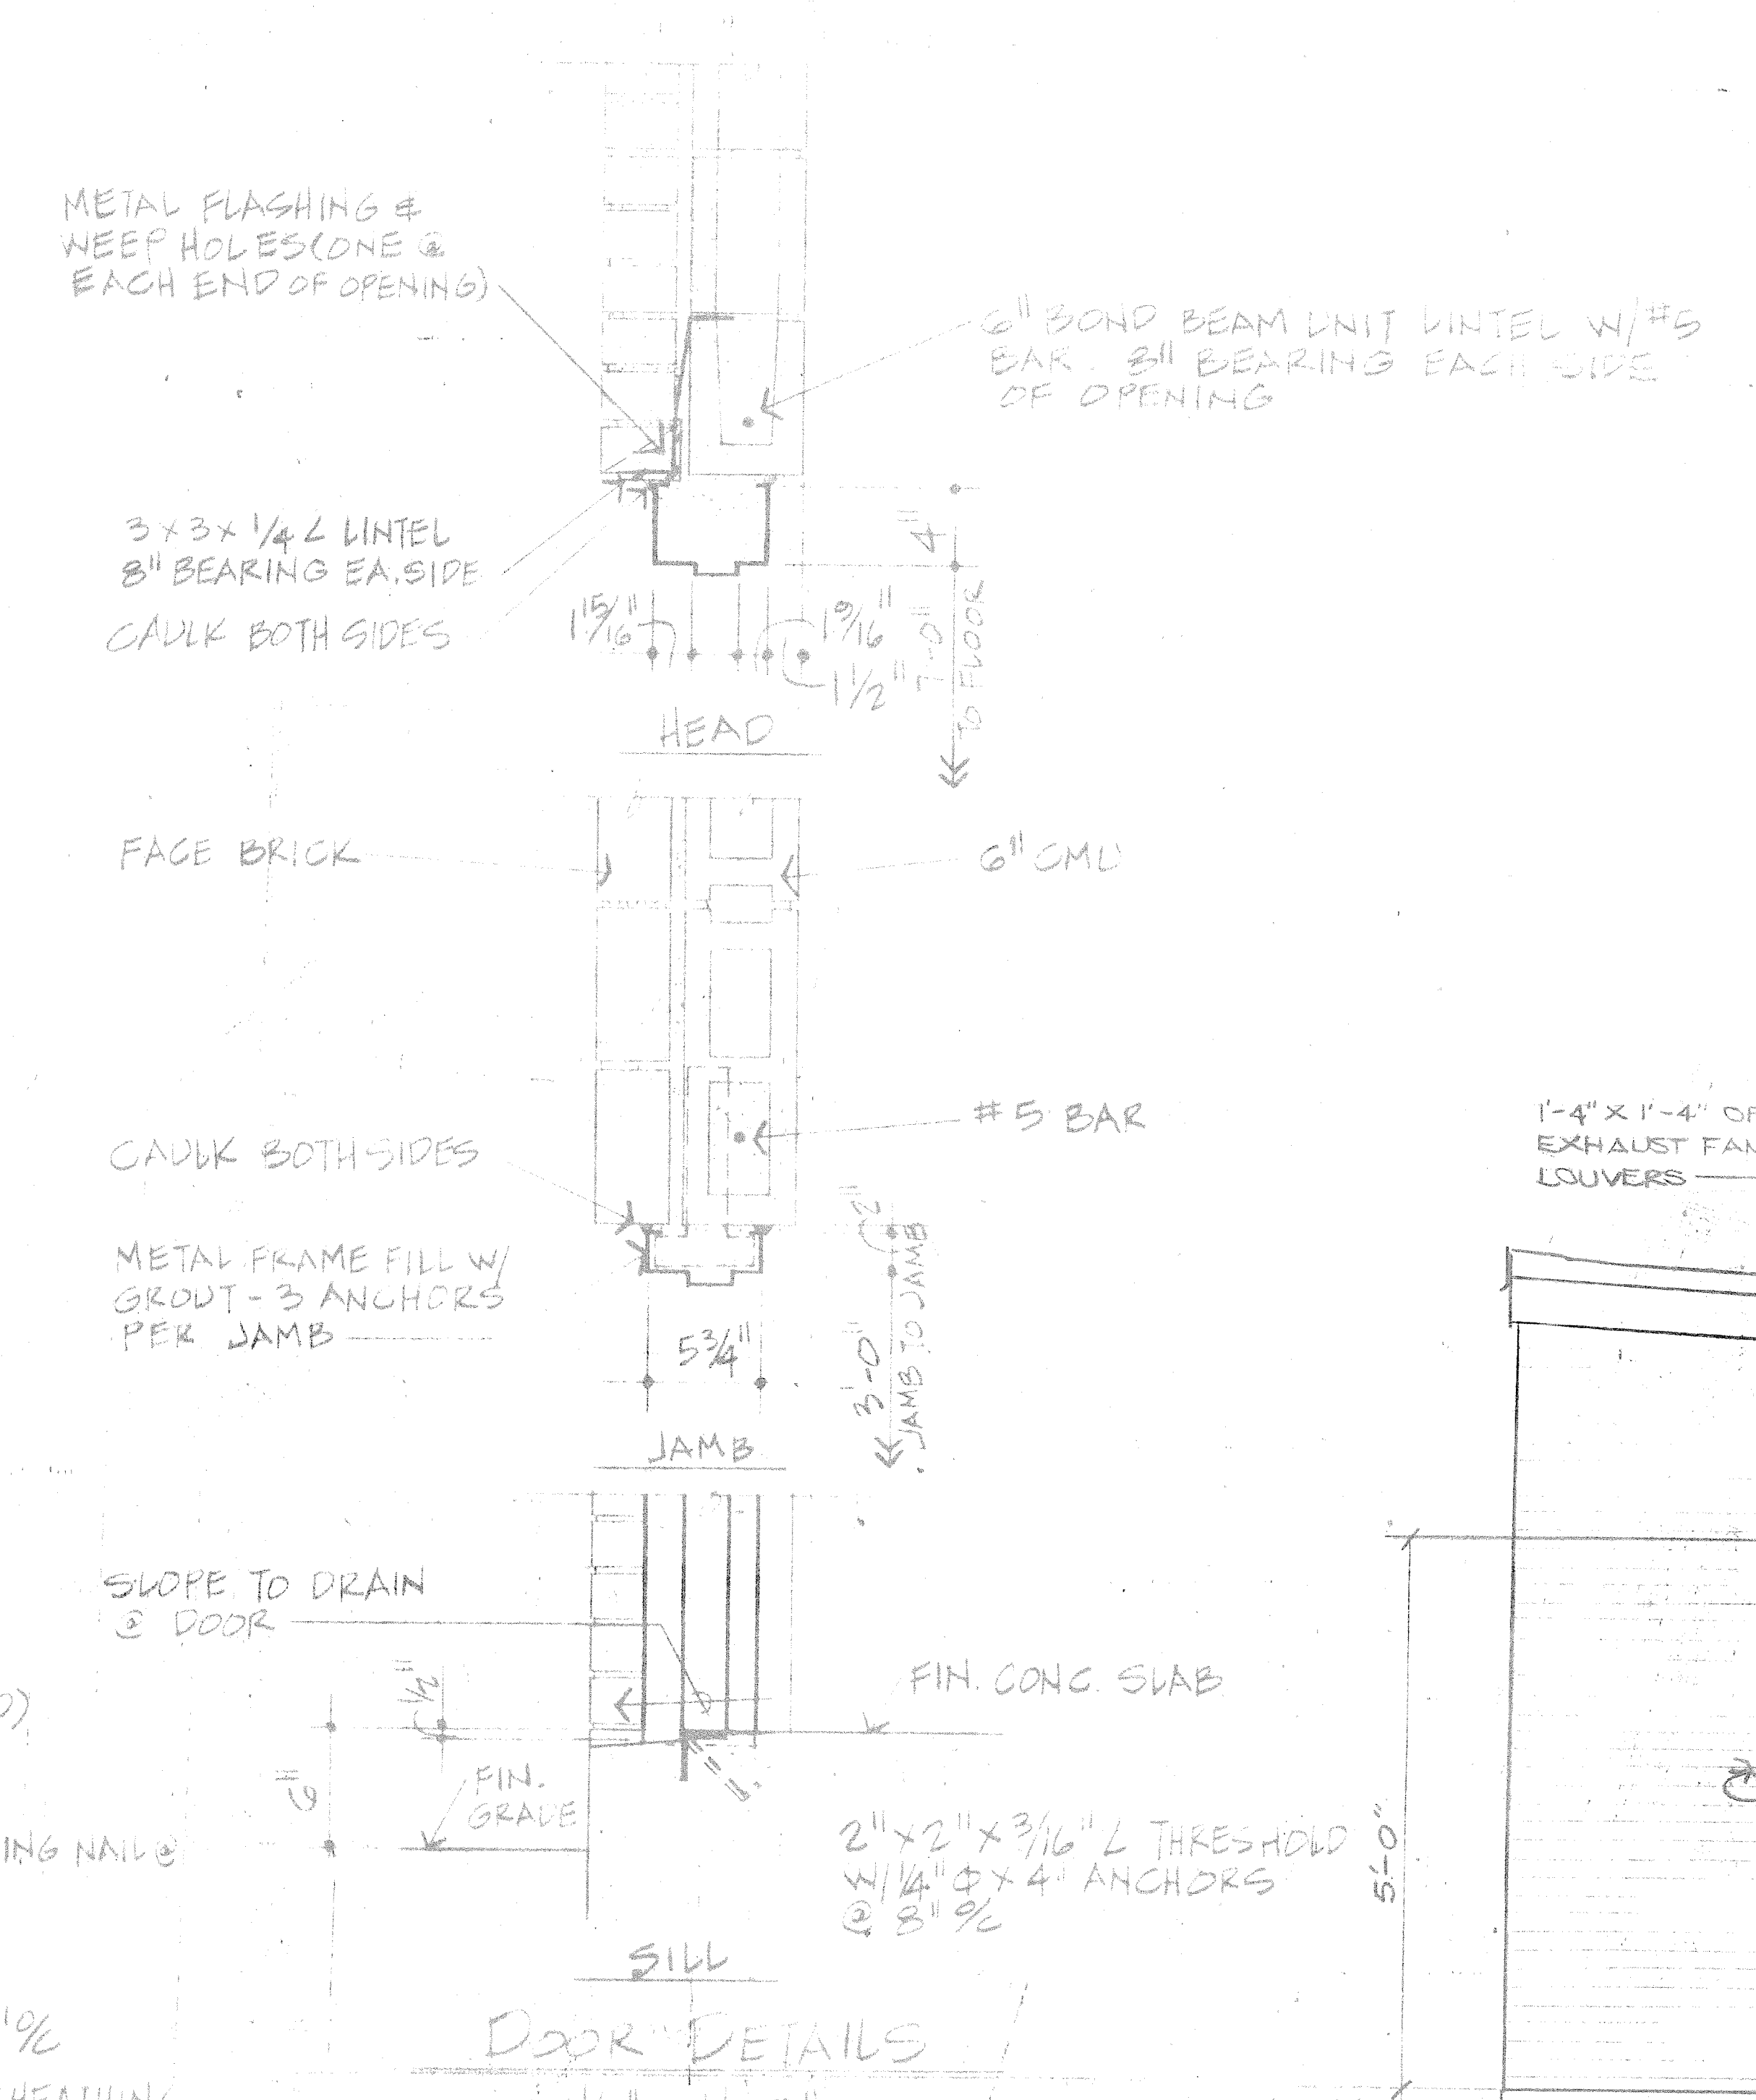 METAL FLASHING &
WEEP HOLES (ONE @
EACH END OF OPENING)
6" BOND BEAM UNIT LINTEL W/ #5
BAR. 8" BEARING EACH SIDE
OF OPENING
3 x 3 x 1/4 L LINTEL
8" BEARING EA. SIDE
CAULK BOTH SIDES
4"
1 15/16"
1 9/16"
1 1/2"
7'-0"
TO FLOOR
HEAD
FACE BRICK
6" CMU
#5 BAR
CAULK BOTH SIDES
METAL FRAME FILL W/
GROUT - 3 ANCHORS
PER JAMB
2"
5 3/4"
3'-0"
JAMB TO JAMB
JAMB
SLOPE TO DRAIN
@ DOOR
FIN. CONC. SLAB
1/2"
6"
FIN.
GRADE
2" x 2" x 3/16" L THRESHOLD
W/ 1/4" Φ x 4" ANCHORS
@ 8" O/C
SILL
DOOR DETAILS
ING NAIL @
O/C
1'-4" X 1'-4"
EXHAUST FAN
LOUVERS
5'-0"